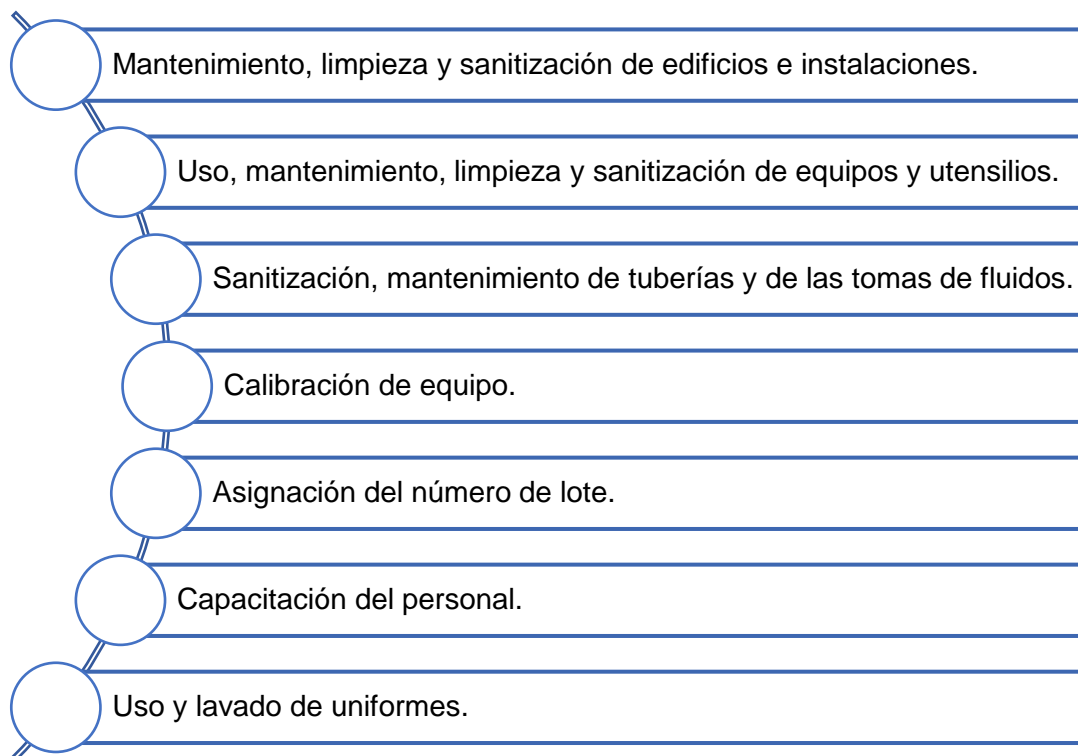 Mantenimiento, limpieza y sanitización de edificios e instalaciones.
Uso, mantenimiento, limpieza y sanitización de equipos y utensilios.
Sanitización, mantenimiento de tuberías y de las tomas de fluidos.
Calibración de equipo.
Asignación del número de lote.
Capacitación del personal.
Uso y lavado de uniformes.